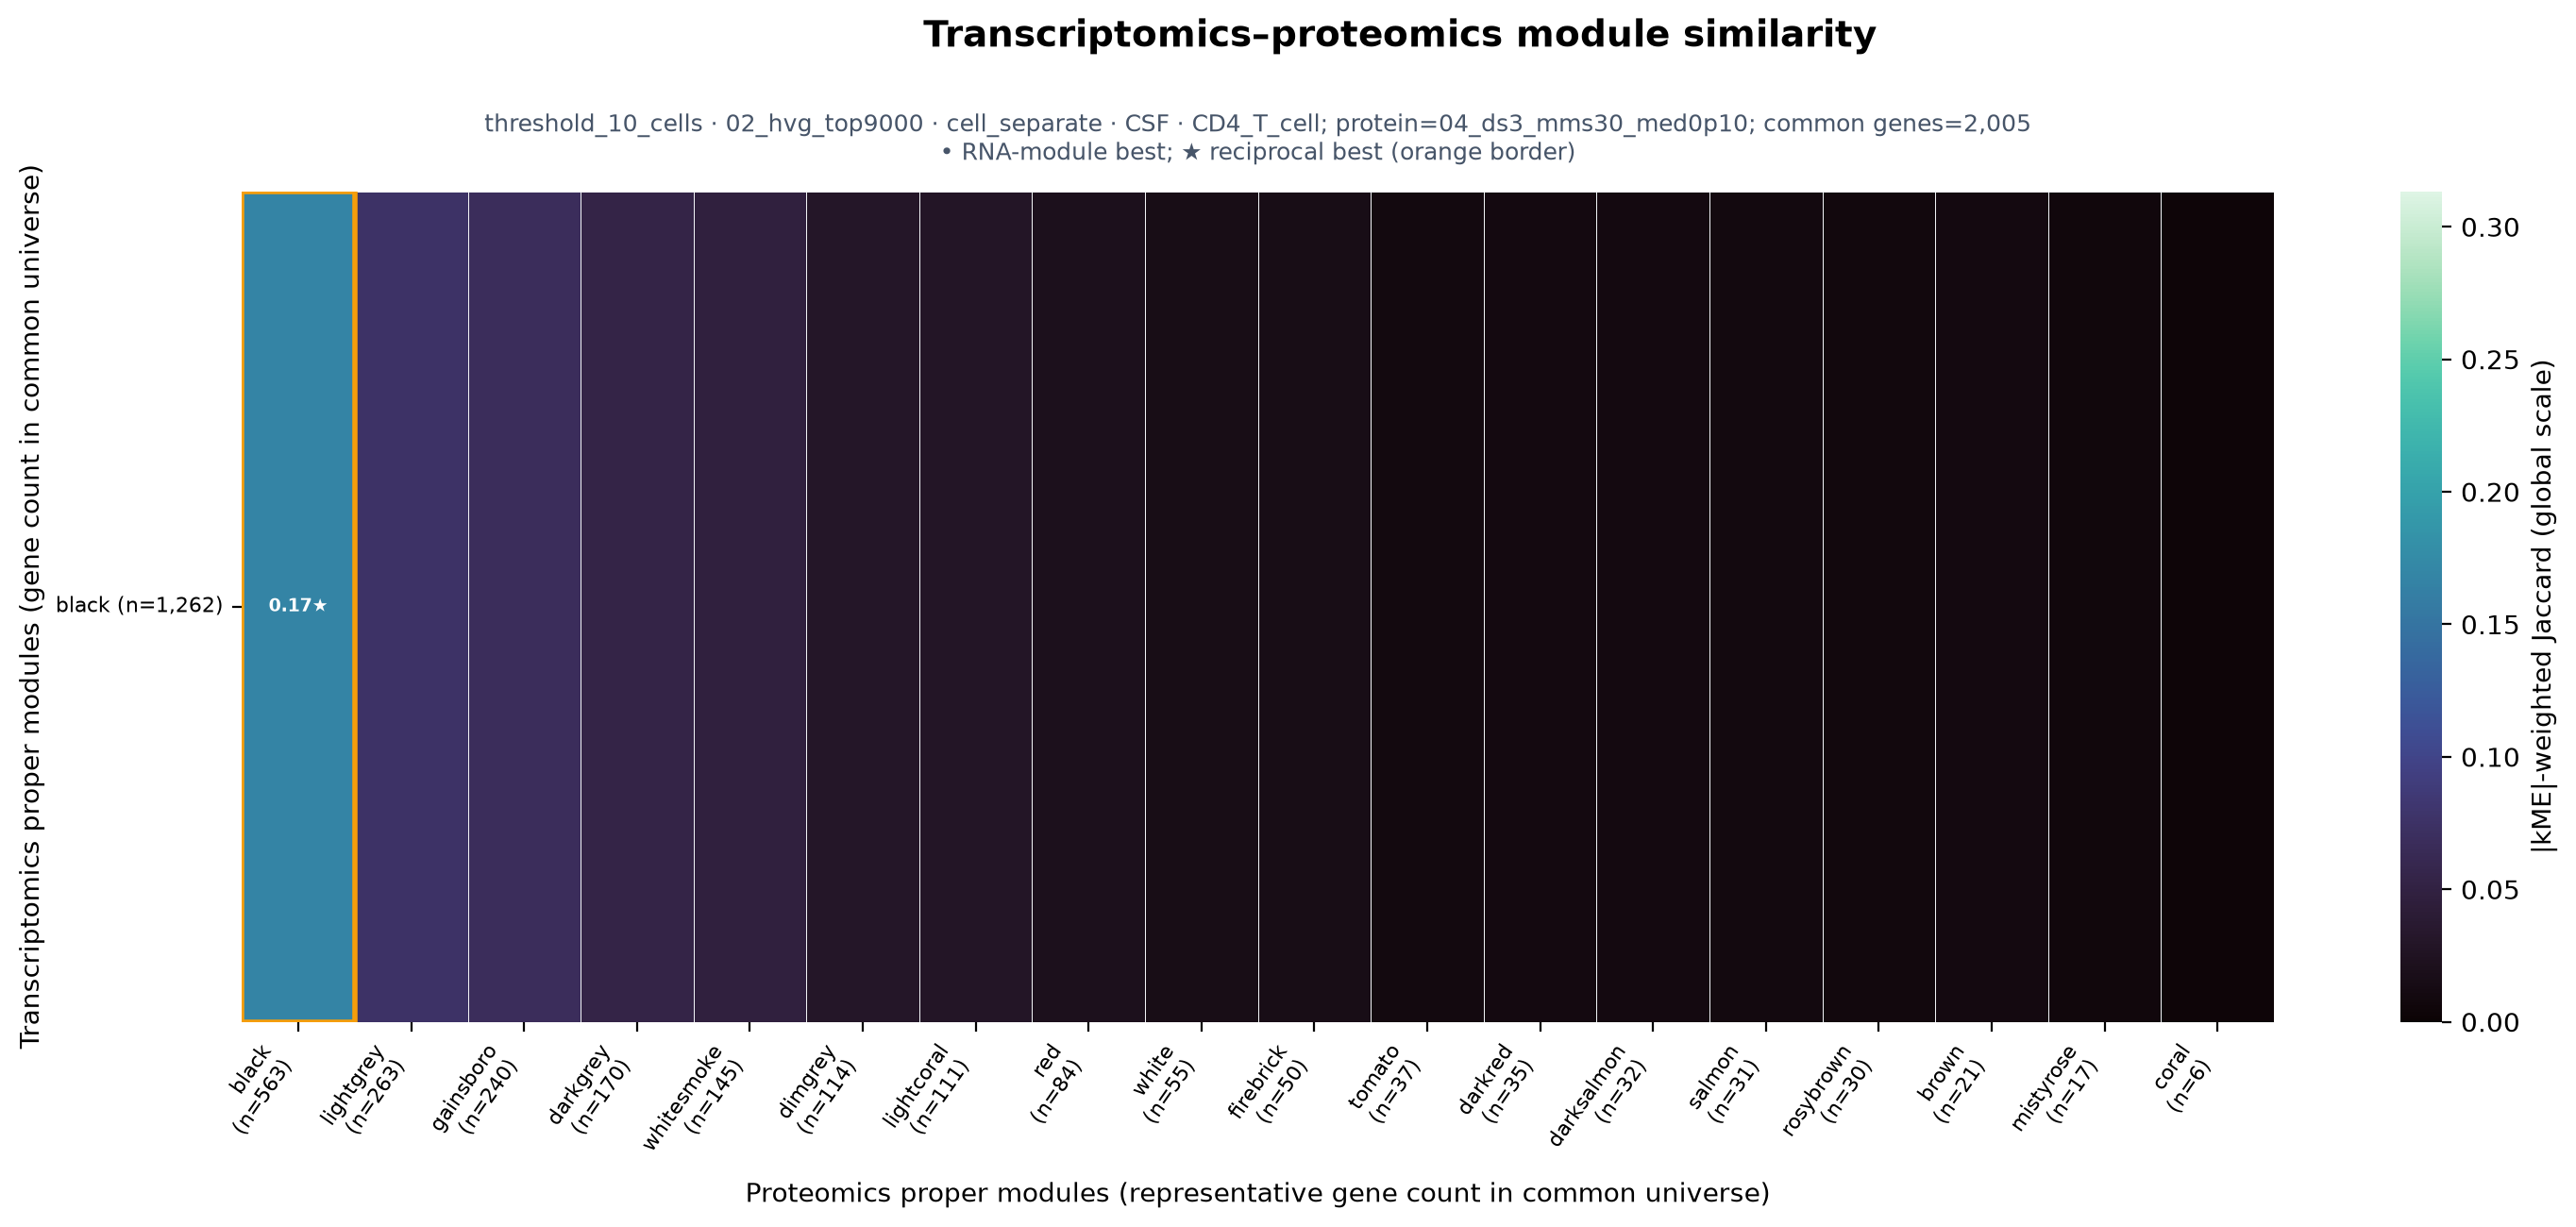 Transcriptomics–proteomics module similarity
threshold_10_cells · 02_hvg_top9000 · cell_separate · CSF · CD4_T_cell; protein=04_ds3_mms30_med0p10; common genes=2,005
• RNA-module best; ★ reciprocal best (orange border)
Transcriptomics proper modules (gene count in common universe)
black (n=1,262)
0.17★
black
(n=563)
lightgrey
(n=263)
gainsboro
(n=240)
darkgrey
(n=170)
whitesmoke
(n=145)
dimgrey
(n=114)
lightcoral
(n=111)
red
(n=84)
white
(n=55)
firebrick
(n=50)
tomato
(n=37)
darkred
(n=35)
darksalmon
(n=32)
salmon
(n=31)
rosybrown
(n=30)
brown
(n=21)
mistyrose
(n=17)
coral
(n=6)
Proteomics proper modules (representative gene count in common universe)
0.30
0.25
0.20
0.15
0.10
0.05
0.00
|kME|-weighted Jaccard (global scale)